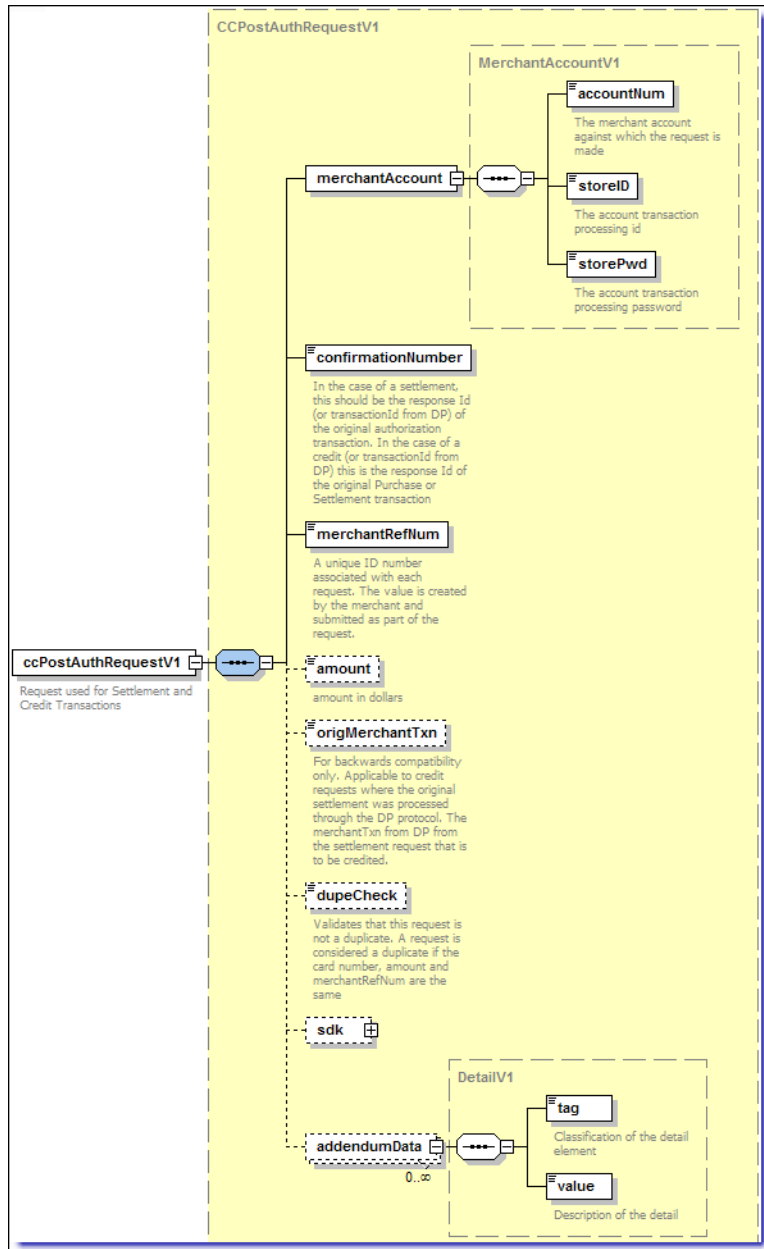 CCPostAuthRequestV1
MerchantAccountV1
accountNum
The merchant account
against which the request is
made
merchantAccount
storeID
The account transaction
processing id
storePwd
The account transaction
processing password
confirmationNumber
In the case of a settlement,
this should be the response Id
(or transactionId from DP) of
the original authorization
transaction. In the case of a
credit (or transactionId from
DP) this is the response Id of
the original Purchase or
Settlement transaction
merchantRefNum
A unique ID number
associated with each
request. The value is created
by the merchant and
submitted as part of the
request.
ccPostAuthRequestV1
Request used for Settlement and
Credit Transactions
amount
amount in dollars
origMerchantTxn
For backwards compatibility
only. Applicable to credit
requests where the original
settlement was processed
through the DP protocol. The
merchantTxn from DP from
the settlement request that is
to be credited.
dupeCheck
Validates that this request is
not a duplicate. A request is
considered a duplicate if the
card number, amount and
merchantRefNum are the
same
sdk
DetailV1
tag
Classification of the detail
element
addendumData
0..∞
value
Description of the detail